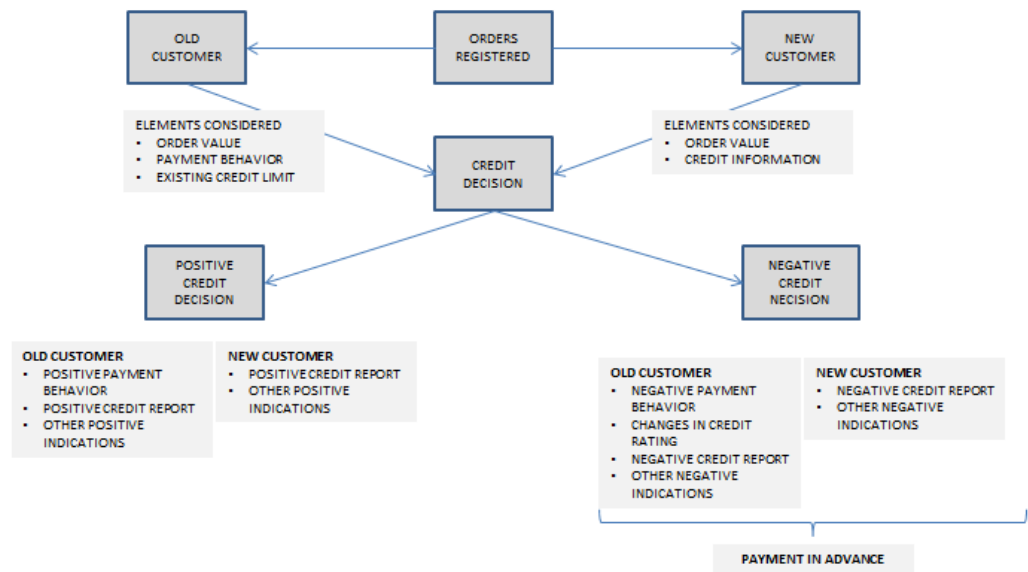 OLD
CUSTOMER
ORDERS
REGISTERED
NEW
CUSTOMER
ELEMENTS CONSIDERED
▪ ORDER VALUE
▪ PAYMENT BEHAVIOR
▪ EXISTING CREDIT LIMIT
ELEMENTS CONSIDERED
▪ ORDER VALUE
▪ CREDIT INFORMATION
CREDIT
DECISION
POSITIVE
CREDIT
DECISION
NEGATIVE
CREDIT
NECISION
OLD CUSTOMER
▪ POSITIVE PAYMENT
BEHAVIOR
▪ POSITIVE CREDIT REPORT
▪ OTHER POSITIVE
INDICATIONS
NEW CUSTOMER
▪ POSITIVE CREDIT REPORT
▪ OTHER POSITIVE
INDICATIONS
OLD CUSTOMER
▪ NEGATIVE PAYMENT
BEHAVIOR
▪ CHANGES IN CREDIT
RATING
▪ NEGATIVE CREDIT REPORT
▪ OTHER NEGATIVE
INDICATIONS
NEW CUSTOMER
▪ NEGATIVE CREDIT REPORT
▪ OTHER NEGATIVE
INDICATIONS
PAYMENT IN ADVANCE